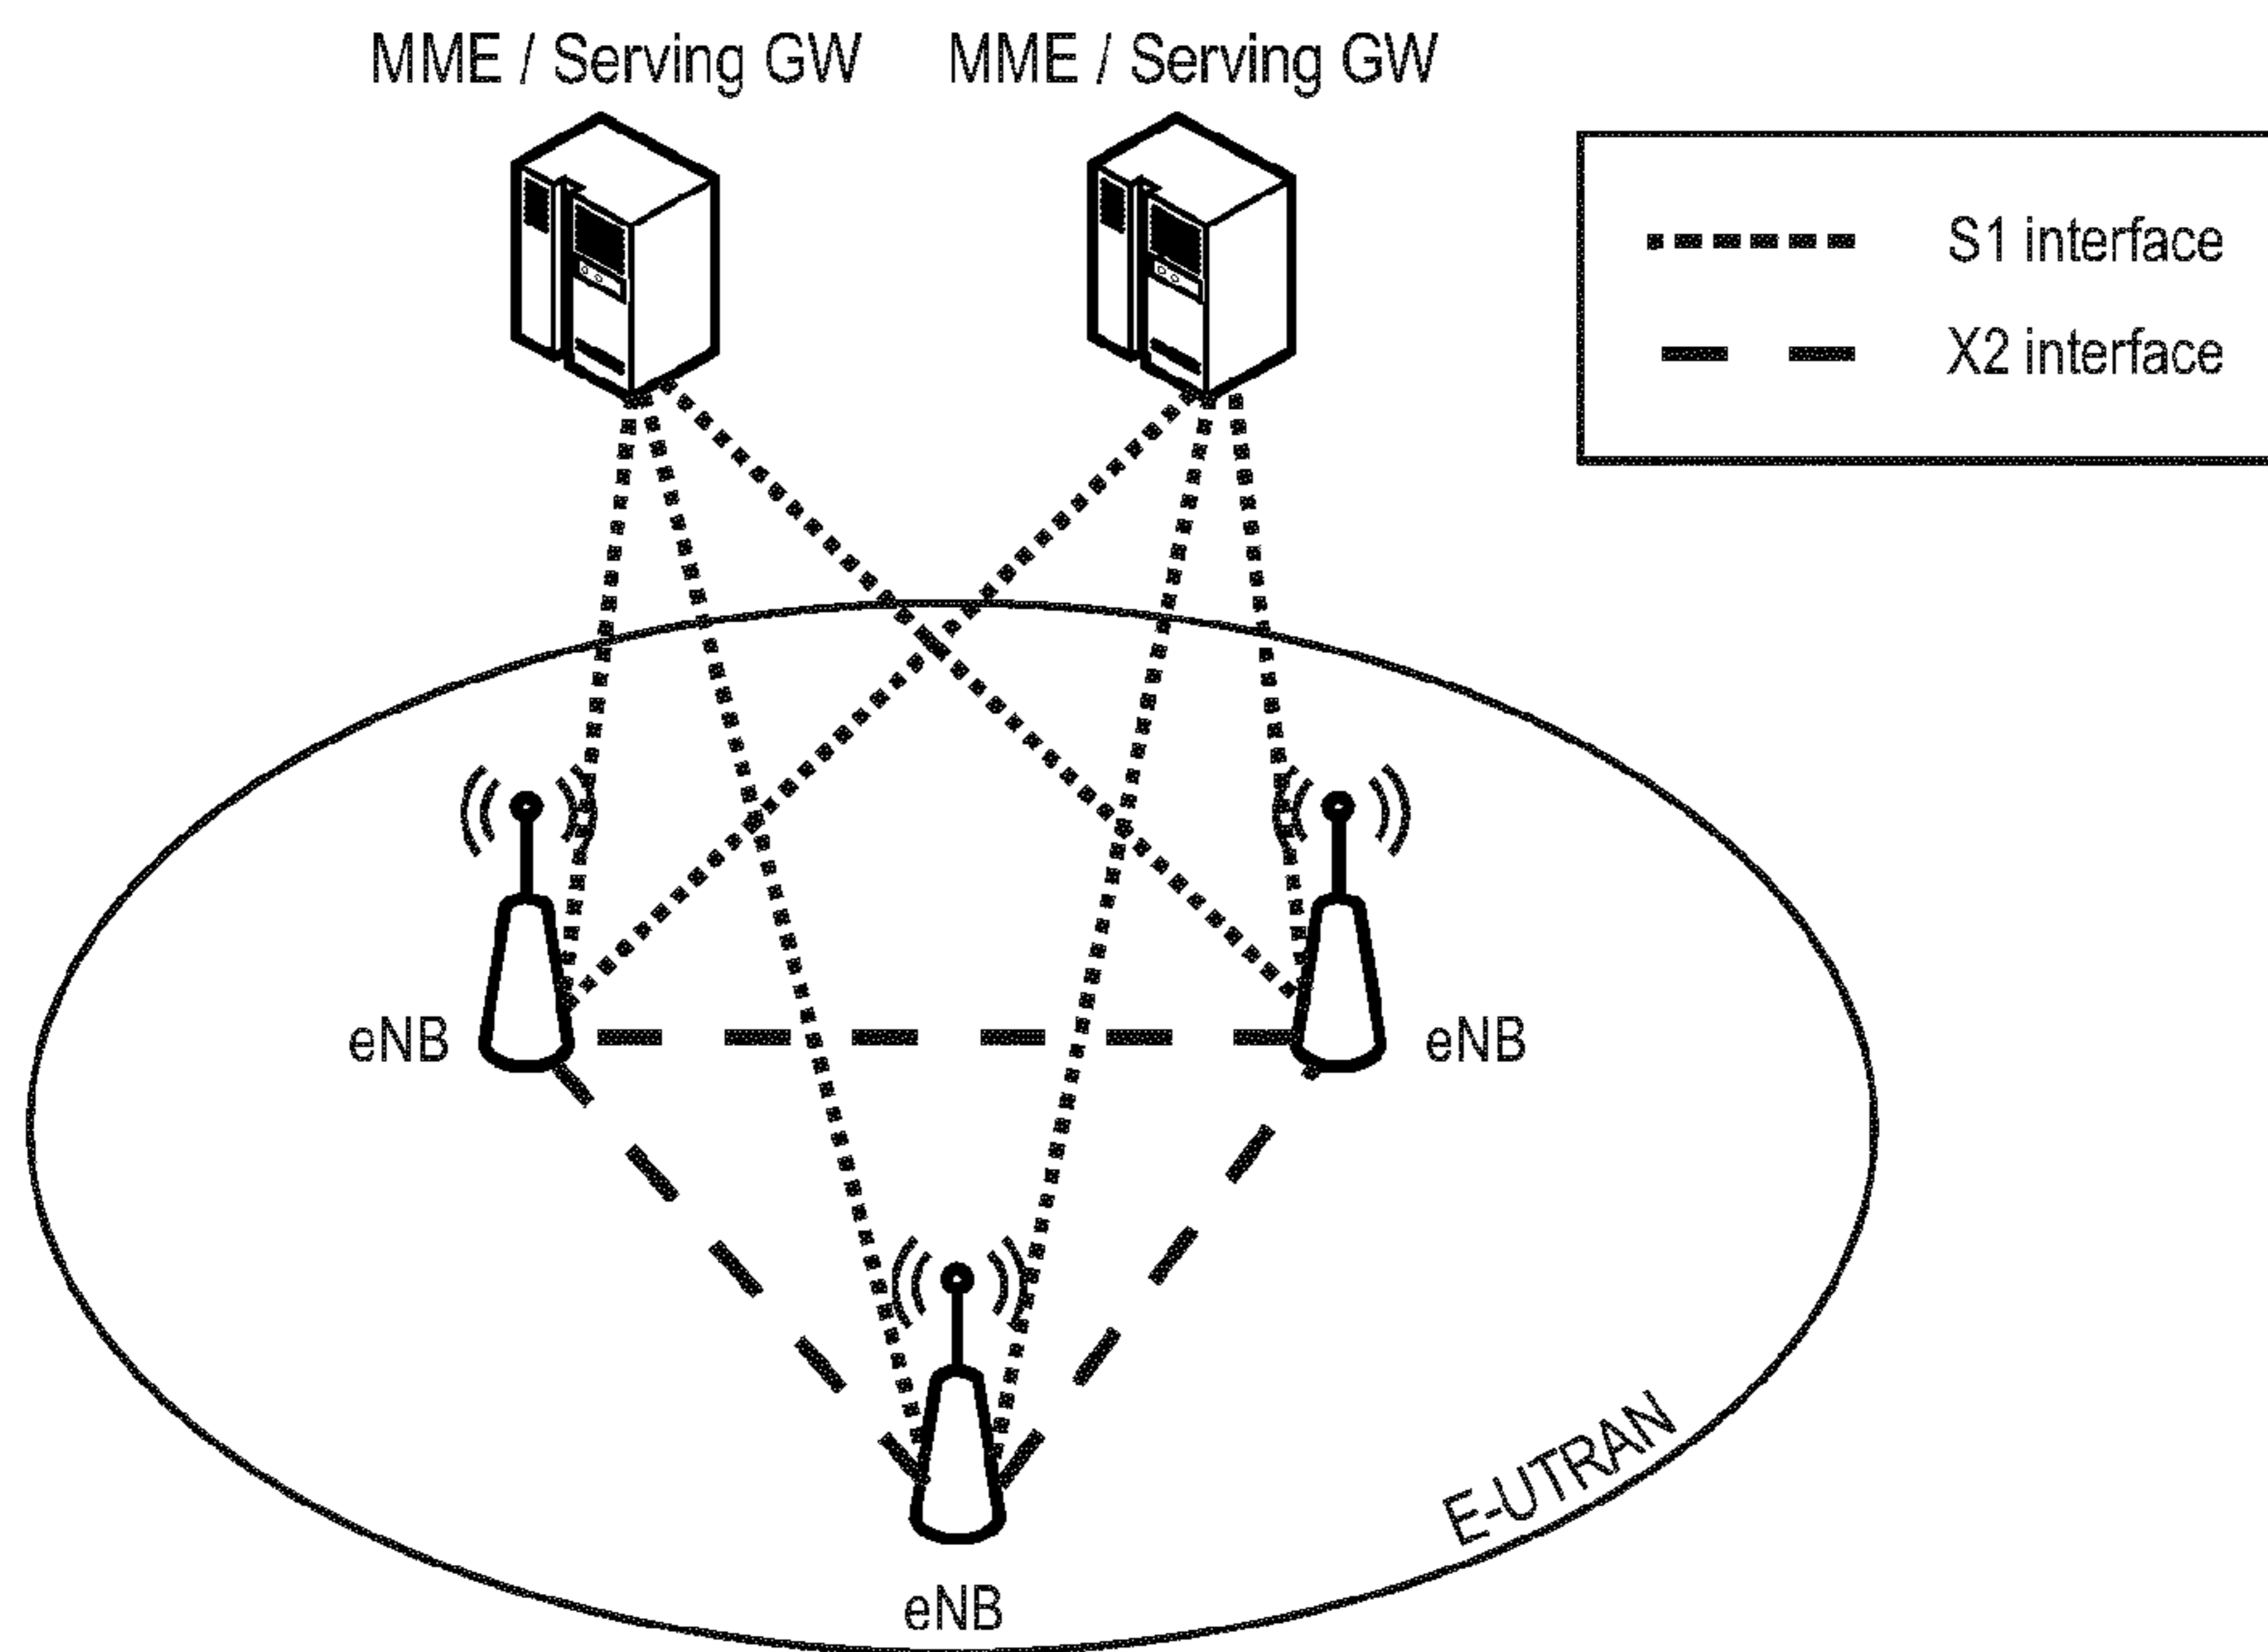 MME / Serving GW
MME / Serving GW
S1 interface
X2 interface
eNB
eNB
E-UTRAN
eNB